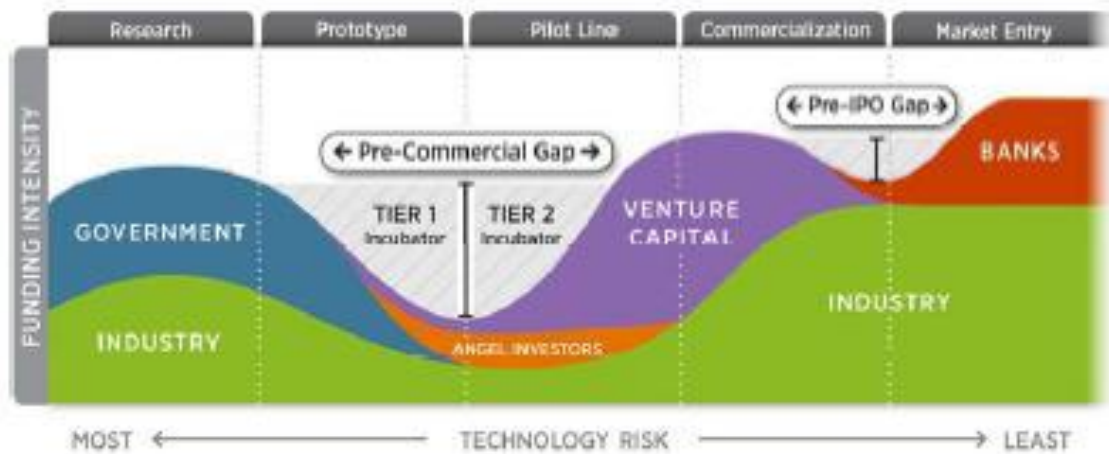 Research
Prototype
Pilot Line
Commercialization
Market Entry
FUNDING INTENSITY
← Pre-Commercial Gap →
← Pre-IPO Gap →
GOVERNMENT
INDUSTRY
TIER 1
Incubator
TIER 2
Incubator
ANGEL INVESTORS
VENTURE
CAPITAL
BANKS
INDUSTRY
MOST ← TECHNOLOGY RISK → LEAST